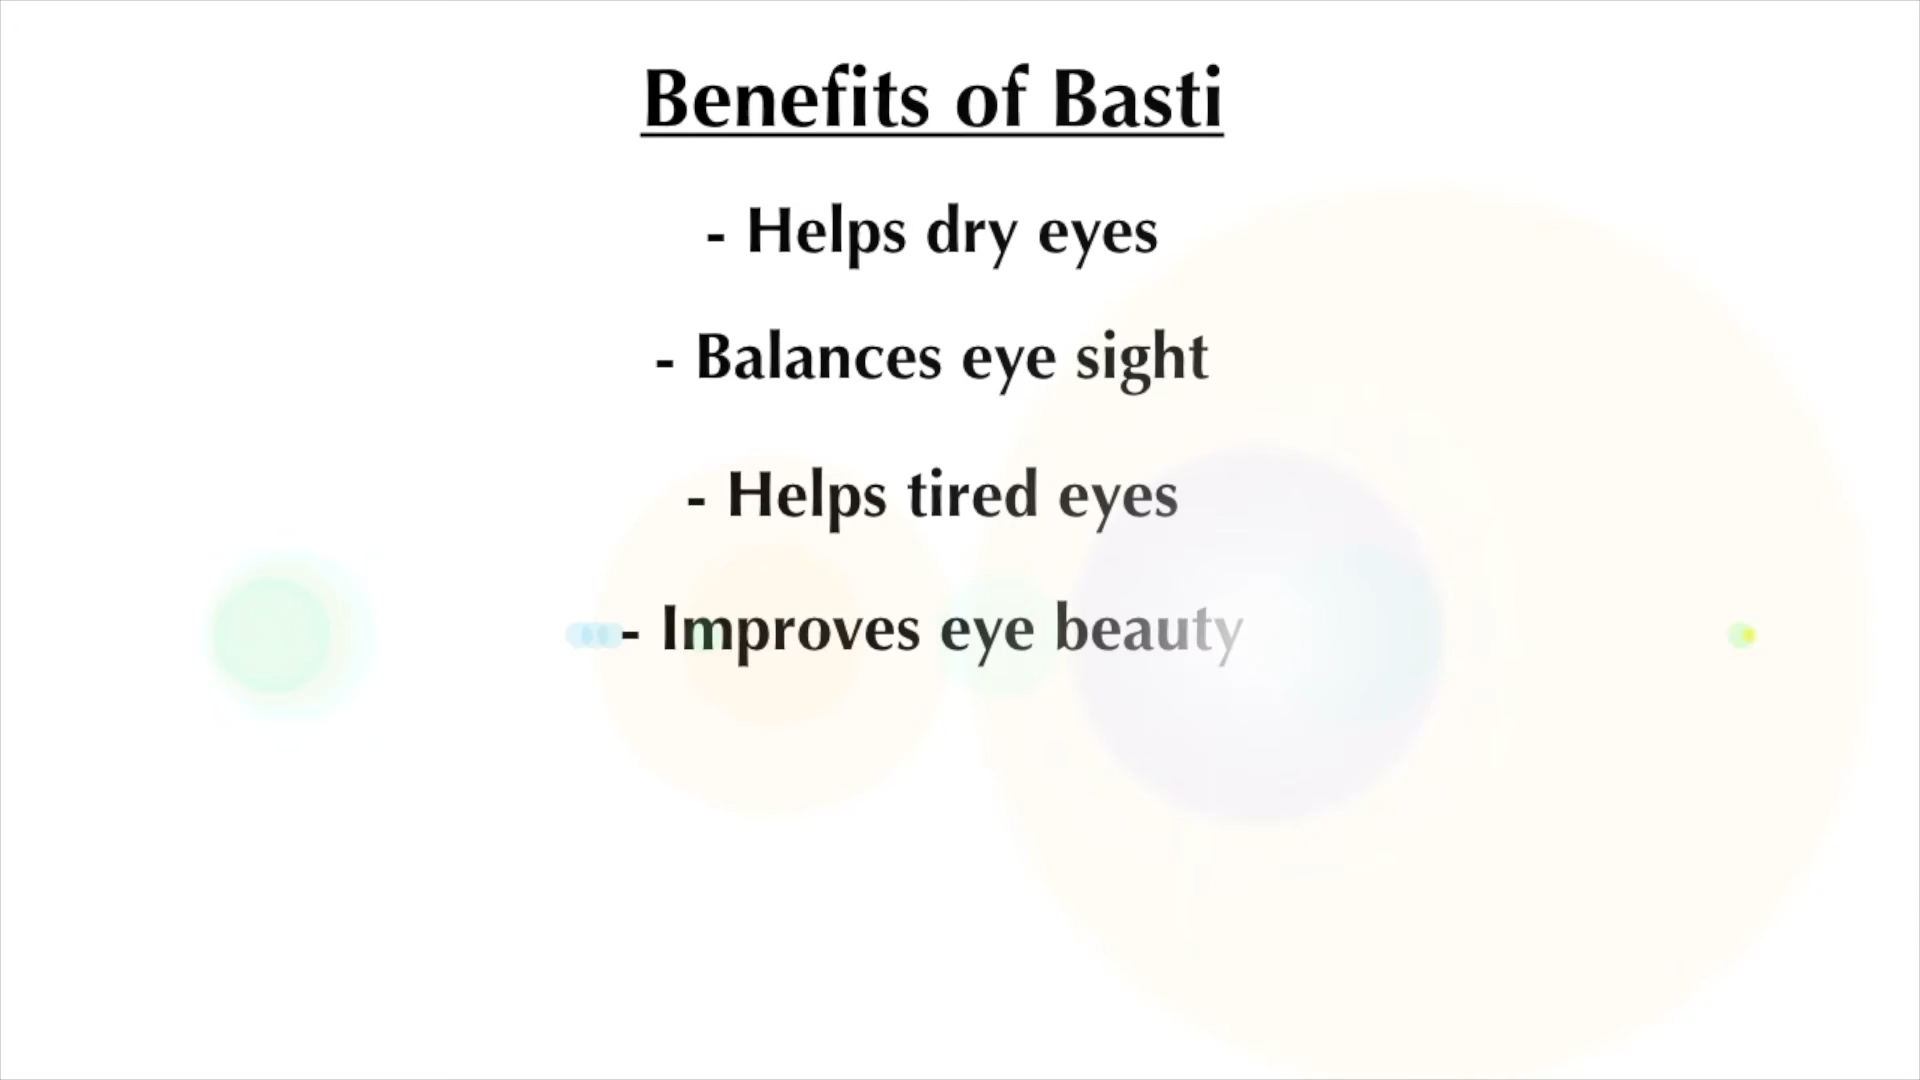 Benefits of Basti
- Helps dry eyes
- Balances eye sight
- Helps tired eyes
- Improves eye beauty